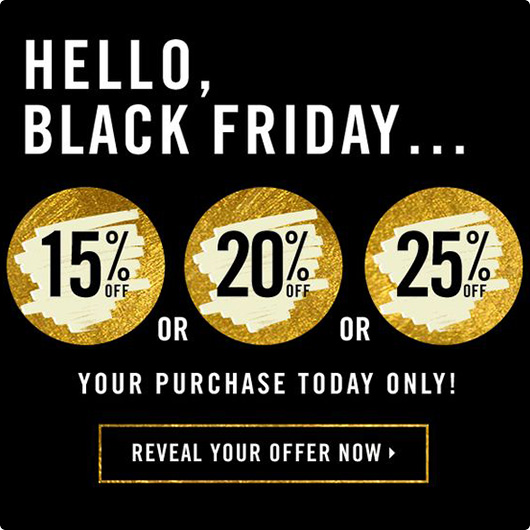 HELLO,
BLACK FRIDAY...
15% OFF OR 20% OFF OR 25% OFF
YOUR PURCHASE TODAY ONLY!
REVEAL YOUR OFFER NOW ▸